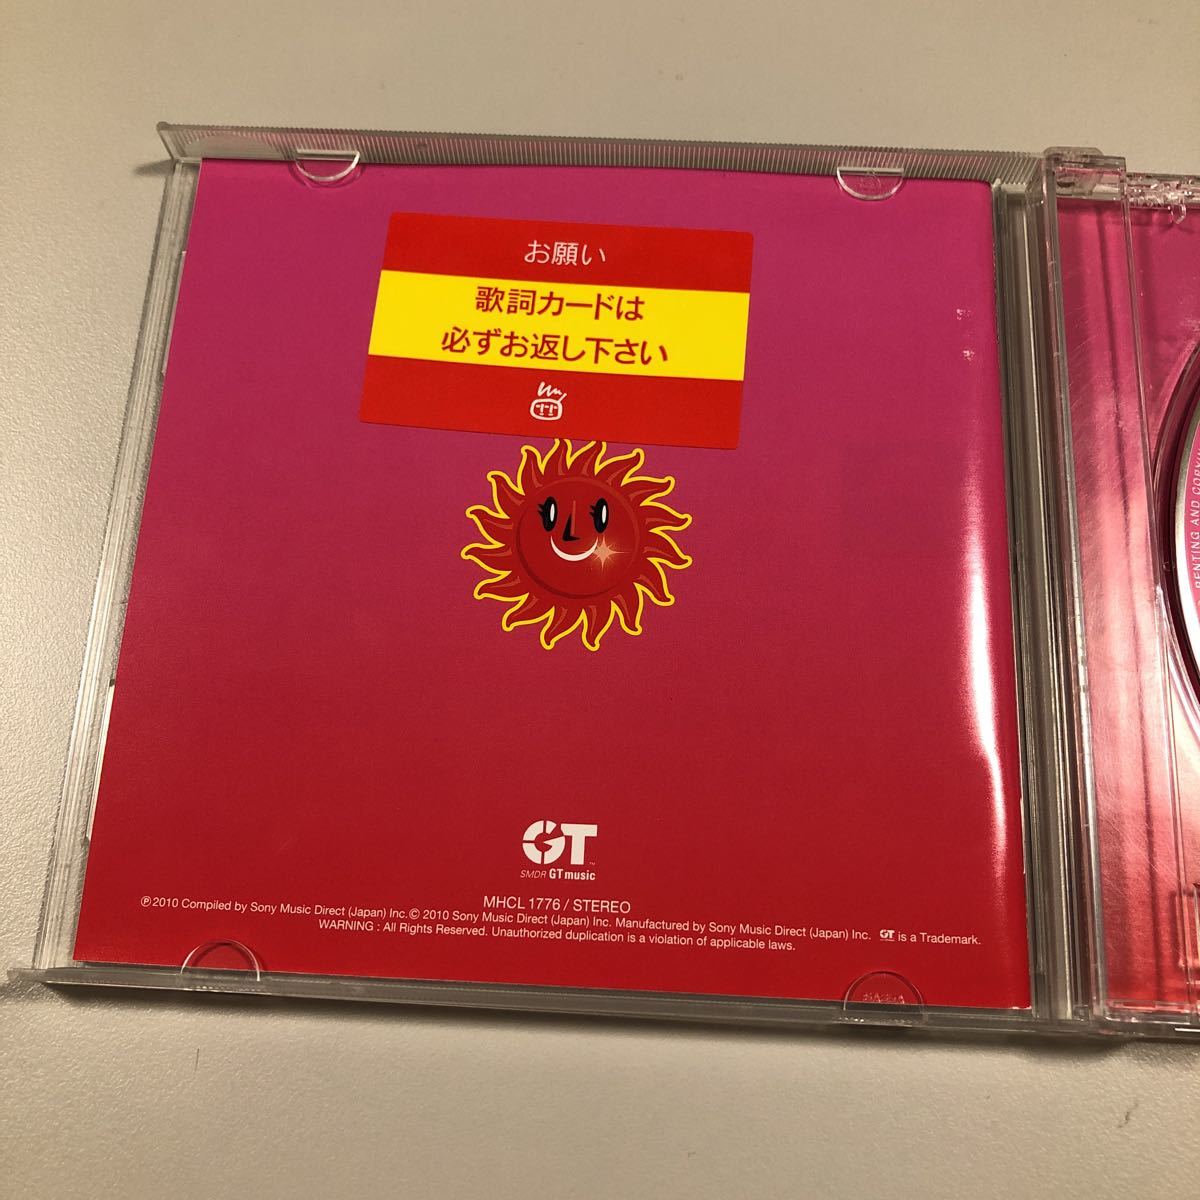 お願い
歌詞カードは
必ずお返し下さい
GT™
SMDR GT music
MHCL 1776 / STEREO
℗2010 Compiled by Sony Music Direct (Japan) Inc.© 2010 Sony Music Direct (Japan) Inc. Manufactured by Sony Music Direct (Japan) Inc. GT is a Trademark.
WARNING : All Rights Reserved. Unauthorized duplication is a violation of applicable laws.
RENTING AND